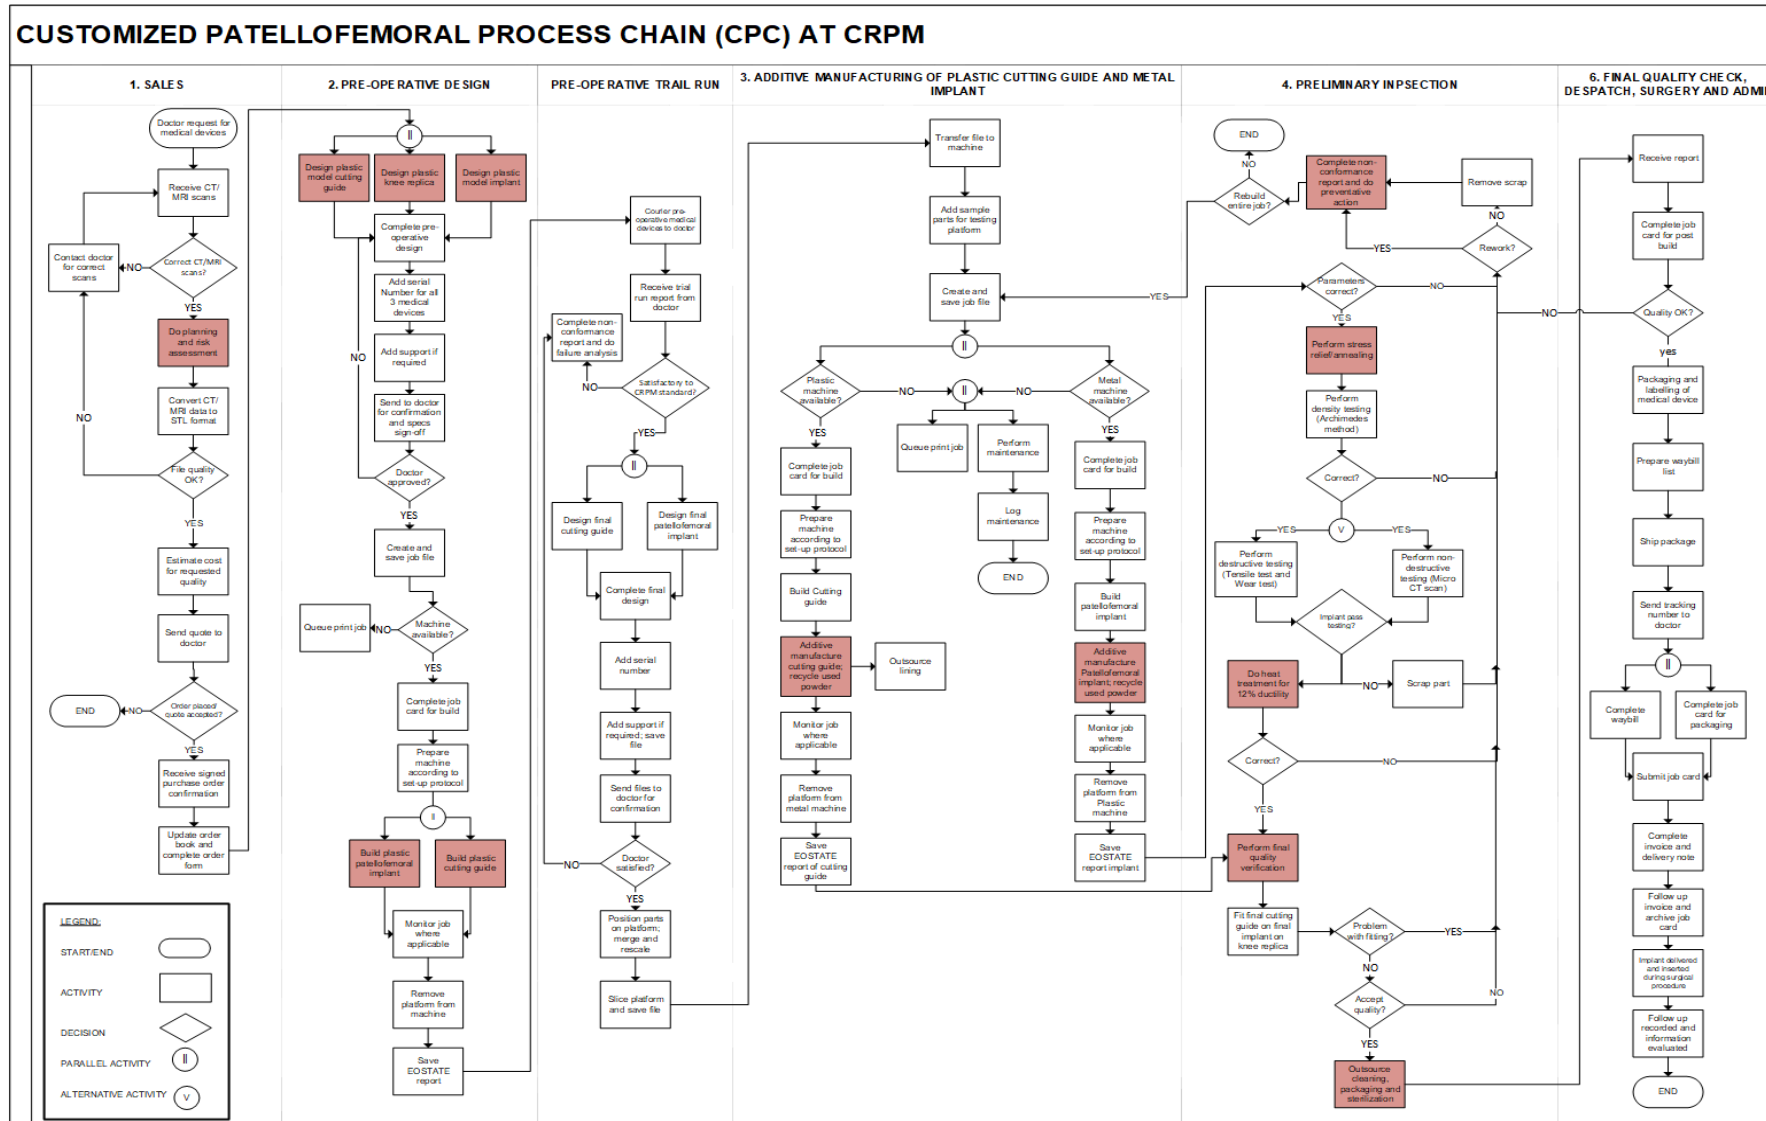 CUSTOMIZED PATELLOFEMORAL PROCESS CHAIN (CPC) AT CRPM
1. SALES
Doctor request for
medical devices
Receive CT/
MRI scans
Correct CT/MRI
scans?
NO
Contact doctor
for correct
scans
YES
Do planning
and risk
assessment
Convert CT/
MRI data to
STL format
NO
File quality
OK?
YES
Estimate cost
for requested
quality
Send quote to
doctor
Order placed/
quote accepted?
NO
END
YES
Receive signed
purchase order
confirmation
Update order
book and
complete order
form
LEGEND:
START/END
ACTIVITY
DECISION
PARALLEL ACTIVITY
||
ALTERNATIVE ACTIVITY
V
2. PRE-OPERATIVE DESIGN
||
Design plastic
model cutting
guide
Design plastic
knee replica
Design plastic
model implant
Complete pre-
operative
design
Add serial
Number for all
3 medical
devices
NO
Add support if
required
Send to doctor
for confirmation
and specs
sign-off
Doctor
approved?
YES
Create and
save job file
Machine
available?
NO
Queue print job
YES
Complete job
card for build
Prepare
machine
according to
set-up protocol
||
Build plastic
patellofemoral
implant
Build plastic
cutting guide
Monitor job
where
applicable
Remove
platform from
machine
Save
EOSTATE
report
PRE-OPERATIVE TRAIL RUN
Courier pre-
operative medical
devices to doctor
Receive trial
run report from
doctor
Complete non-
conformance
report and do
failure analysis
Satisfactory to
CRPM standard?
NO
YES
||
Design final
cutting guide
Design final
patellofemoral
implant
Complete final
design
Add serial
number
Add support if
required; save
file
Send files to
doctor for
confirmation
Doctor
satisfied?
NO
YES
Position parts
on platform;
merge and
rescale
Slice platform
and save file
3. ADDITIVE MANUFACTURING OF PLASTIC CUTTING GUIDE AND METAL
IMPLANT
Transfer file to
machine
Add sample
parts for testing
platform
Create and
save job file
YES
||
Plastic
machine
available?
NO
||
NO
Metal
machine
available?
YES
Queue print job
Perform
maintenance
YES
Log
maintenance
END
Complete job
card for build
Prepare
machine
according to
set-up protocol
Build Cutting
guide
Additive
manufacture
cutting guide;
recycle used
powder
Outsource
lining
Monitor job
where
applicable
Remove
platform from
metal machine
Save
EOSTATE
report of cutting
guide
Complete job
card for build
Prepare
machine
according to
set-up protocol
Build
patellofemoral
implant
Additive
manufacture
Patellofemoral
implant; recycle
used powder
Monitor job
where
applicable
Remove
platform from
Plastic
machine
Save
EOSTATE
report implant
4. PRELIMINARY INPSECTION
END
NO
Rebuild
entire job?
Complete non-
conformance
report and do
preventative
action
Remove scrap
NO
YES
Rework?
Parameters
correct?
NO
YES
Perform stress
relief/annealing
Perform
density testing
(Archimedes
method)
Correct?
NO
YES
V
YES
Perform
destructive testing
(Tensile test and
Wear test)
Perform non-
destructive
testing (Micro
CT scan)
Implant pass
testing?
Do heat
treatment for
12% ductility
NO
Scrap part
Correct?
NO
YES
Perform final
quality
verification
Fit final cutting
guide on final
implant on
knee replica
Problem
with fitting?
YES
NO
Accept
quality?
NO
YES
Outsource
cleaning,
packaging and
sterilization
6. FINAL QUALITY CHECK,
DESPATCH, SURGERY AND ADMI
Receive report
Complete job
card for post
build
Quality OK?
NO
yes
Packaging and
labelling of
medical device
Prepare waybill
list
Ship package
Send tracking
number to
doctor
||
Complete
waybill
Complete job
card for
packaging
Submit job card
Complete
invoice and
delivery note
Follow up
invoice and
archive job
card
Implant delivered
and inserted
during surgical
procedure
Follow up
recorded and
information
evaluated
END